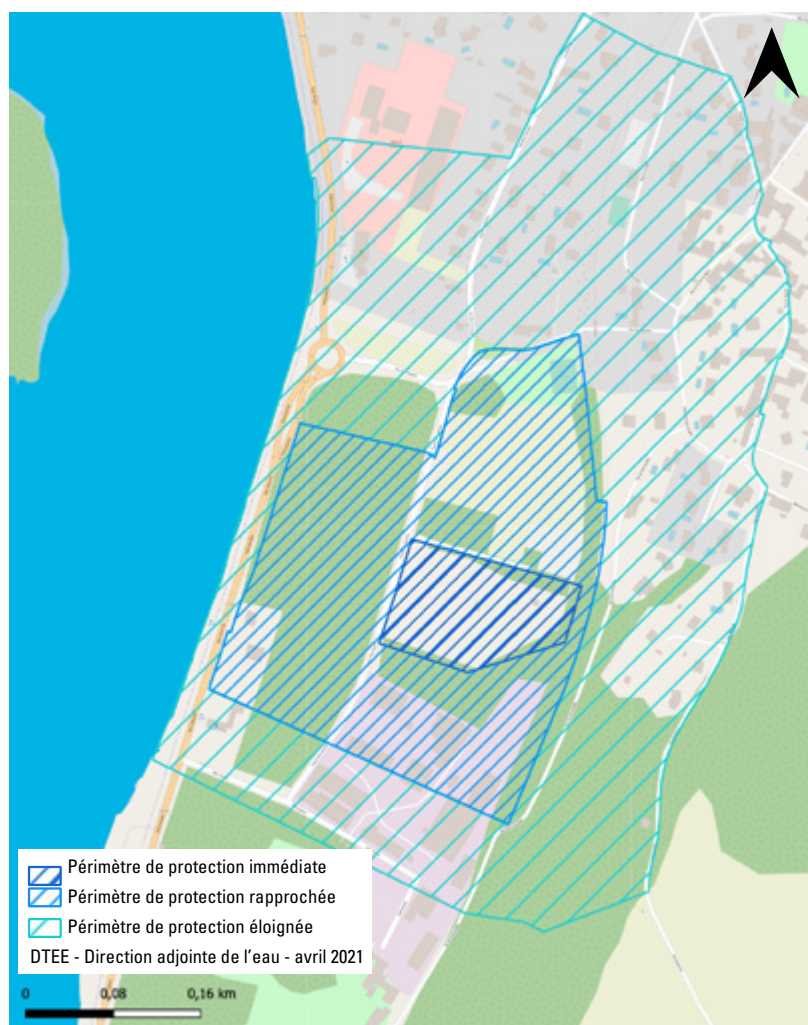 Périmètre de protection immédiate
Périmètre de protection rapprochée
Périmètre de protection éloignée
DTEE - Direction adjointe de l'eau - avril 2021
0 0,08 0,16 km